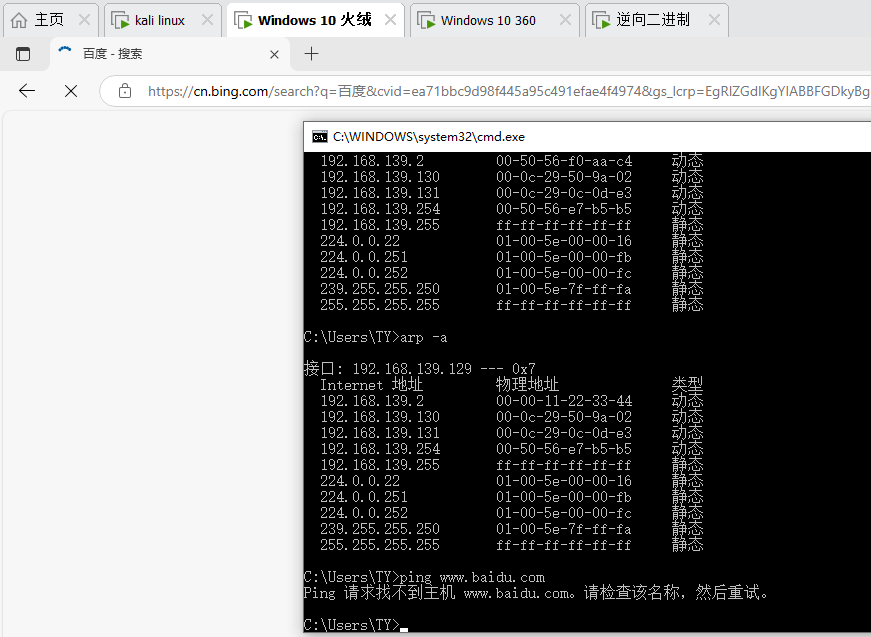 主页
kali linux
Windows 10 火绒
Windows 10 360
逆向二进制
百度 - 搜索
https://cn.bing.com/search?q=百度&cvid=ea71bbc9d98f445a95c491efae4f4974&gs_lcrp=EgRlZGdlKgYIABBFGDkyBg
C:\WINDOWS\system32\cmd.exe
192.168.139.2 00-50-56-f0-aa-c4 动态
192.168.139.130 00-0c-29-50-9a-02 动态
192.168.139.131 00-0c-29-0c-0d-e3 动态
192.168.139.254 00-50-56-e7-b5-b5 动态
192.168.139.255 ff-ff-ff-ff-ff-ff 静态
224.0.0.22 01-00-5e-00-00-16 静态
224.0.0.251 01-00-5e-00-00-fb 静态
224.0.0.252 01-00-5e-00-00-fc 静态
239.255.255.250 01-00-5e-7f-ff-fa 静态
255.255.255.255 ff-ff-ff-ff-ff-ff 静态
C:\Users\TY>arp -a
接口: 192.168.139.129 --- 0x7
Internet 地址 物理地址 类型
192.168.139.2 00-00-11-22-33-44 动态
192.168.139.130 00-0c-29-50-9a-02 动态
192.168.139.131 00-0c-29-0c-0d-e3 动态
192.168.139.254 00-50-56-e7-b5-b5 动态
192.168.139.255 ff-ff-ff-ff-ff-ff 静态
224.0.0.22 01-00-5e-00-00-16 静态
224.0.0.251 01-00-5e-00-00-fb 静态
224.0.0.252 01-00-5e-00-00-fc 静态
239.255.255.250 01-00-5e-7f-ff-fa 静态
255.255.255.255 ff-ff-ff-ff-ff-ff 静态
C:\Users\TY>ping www.baidu.com
Ping 请求找不到主机 www.baidu.com。请检查该名称，然后重试。
C:\Users\TY>